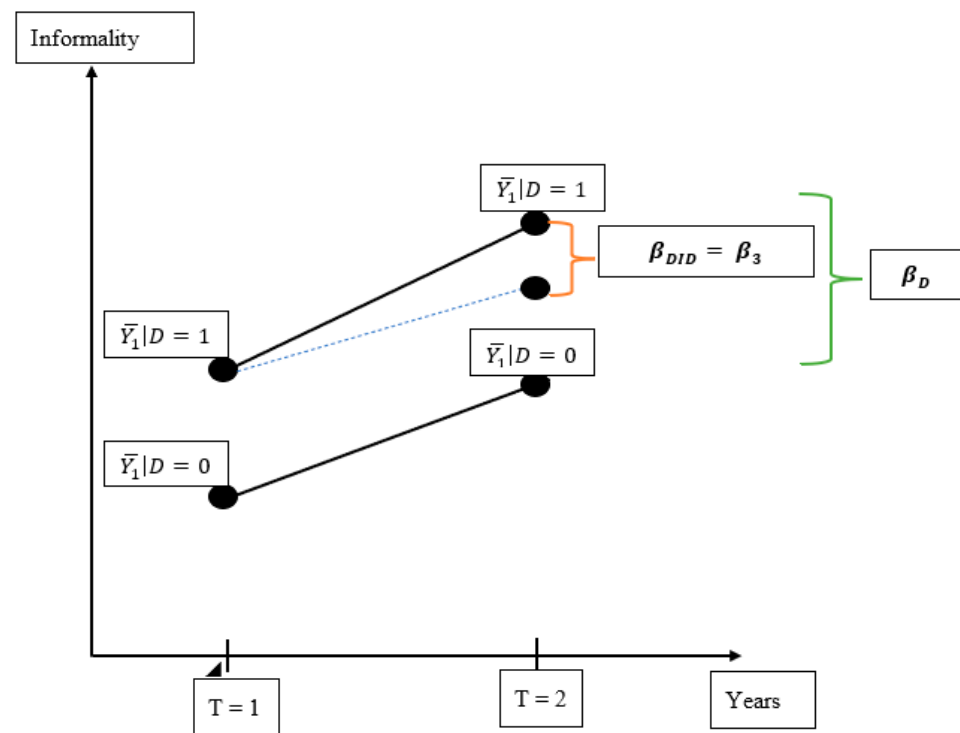 Informality
Ȳ₁|D = 1
β_DID = β₃
β_D
Ȳ₁|D = 1
Ȳ₁|D = 0
Ȳ₁|D = 0
T = 1
T = 2
Years